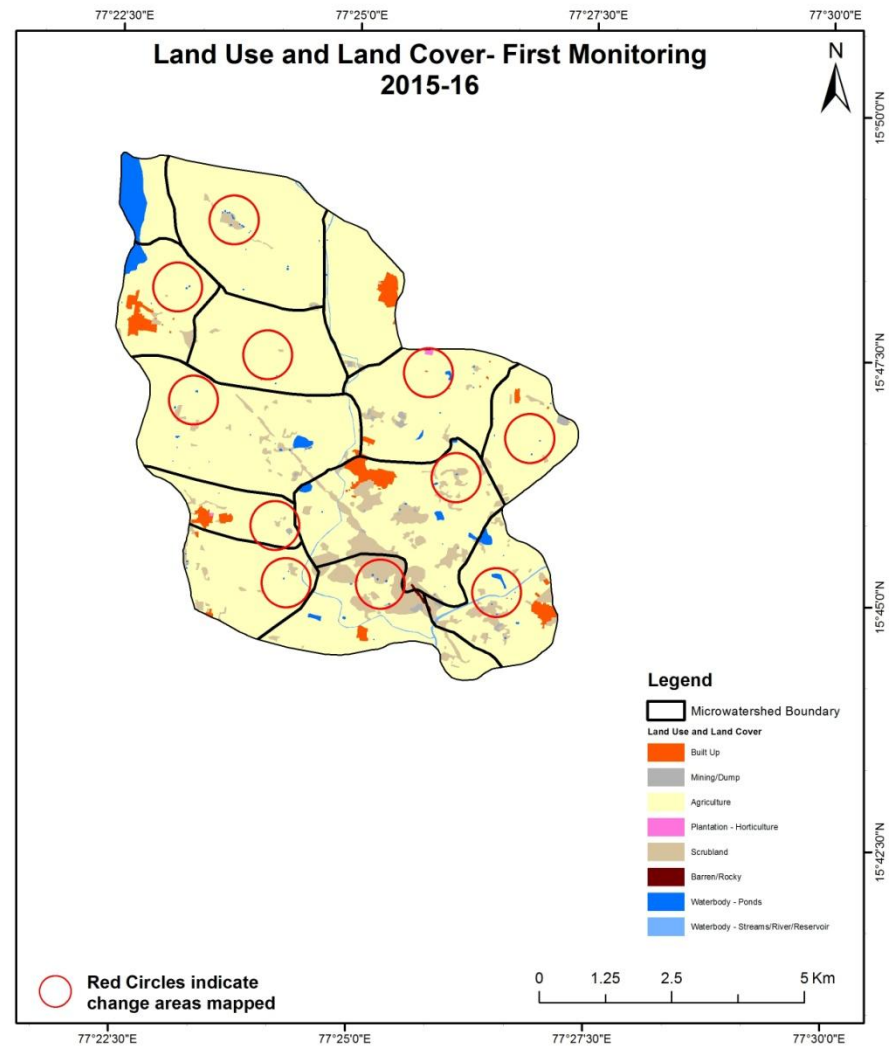 77°22'30"E 77°25'0"E 77°27'30"E 77°30'0"E
Land Use and Land Cover- First Monitoring
2015-16
N
15°50'0"N
15°47'30"N
15°45'0"N
Legend
Microwatershed Boundary
Land Use and Land Cover
Built Up
Mining/Dump
Agriculture
Plantation - Horticulture
Scrubland
Barren/Rocky
Waterbody - Ponds
Waterbody - Streams/River/Reservoir
15°42'30"N
Red Circles indicate
change areas mapped
0 1.25 2.5 5 Km
77°22'30"E 77°25'0"E 77°27'30"E 77°30'0"E